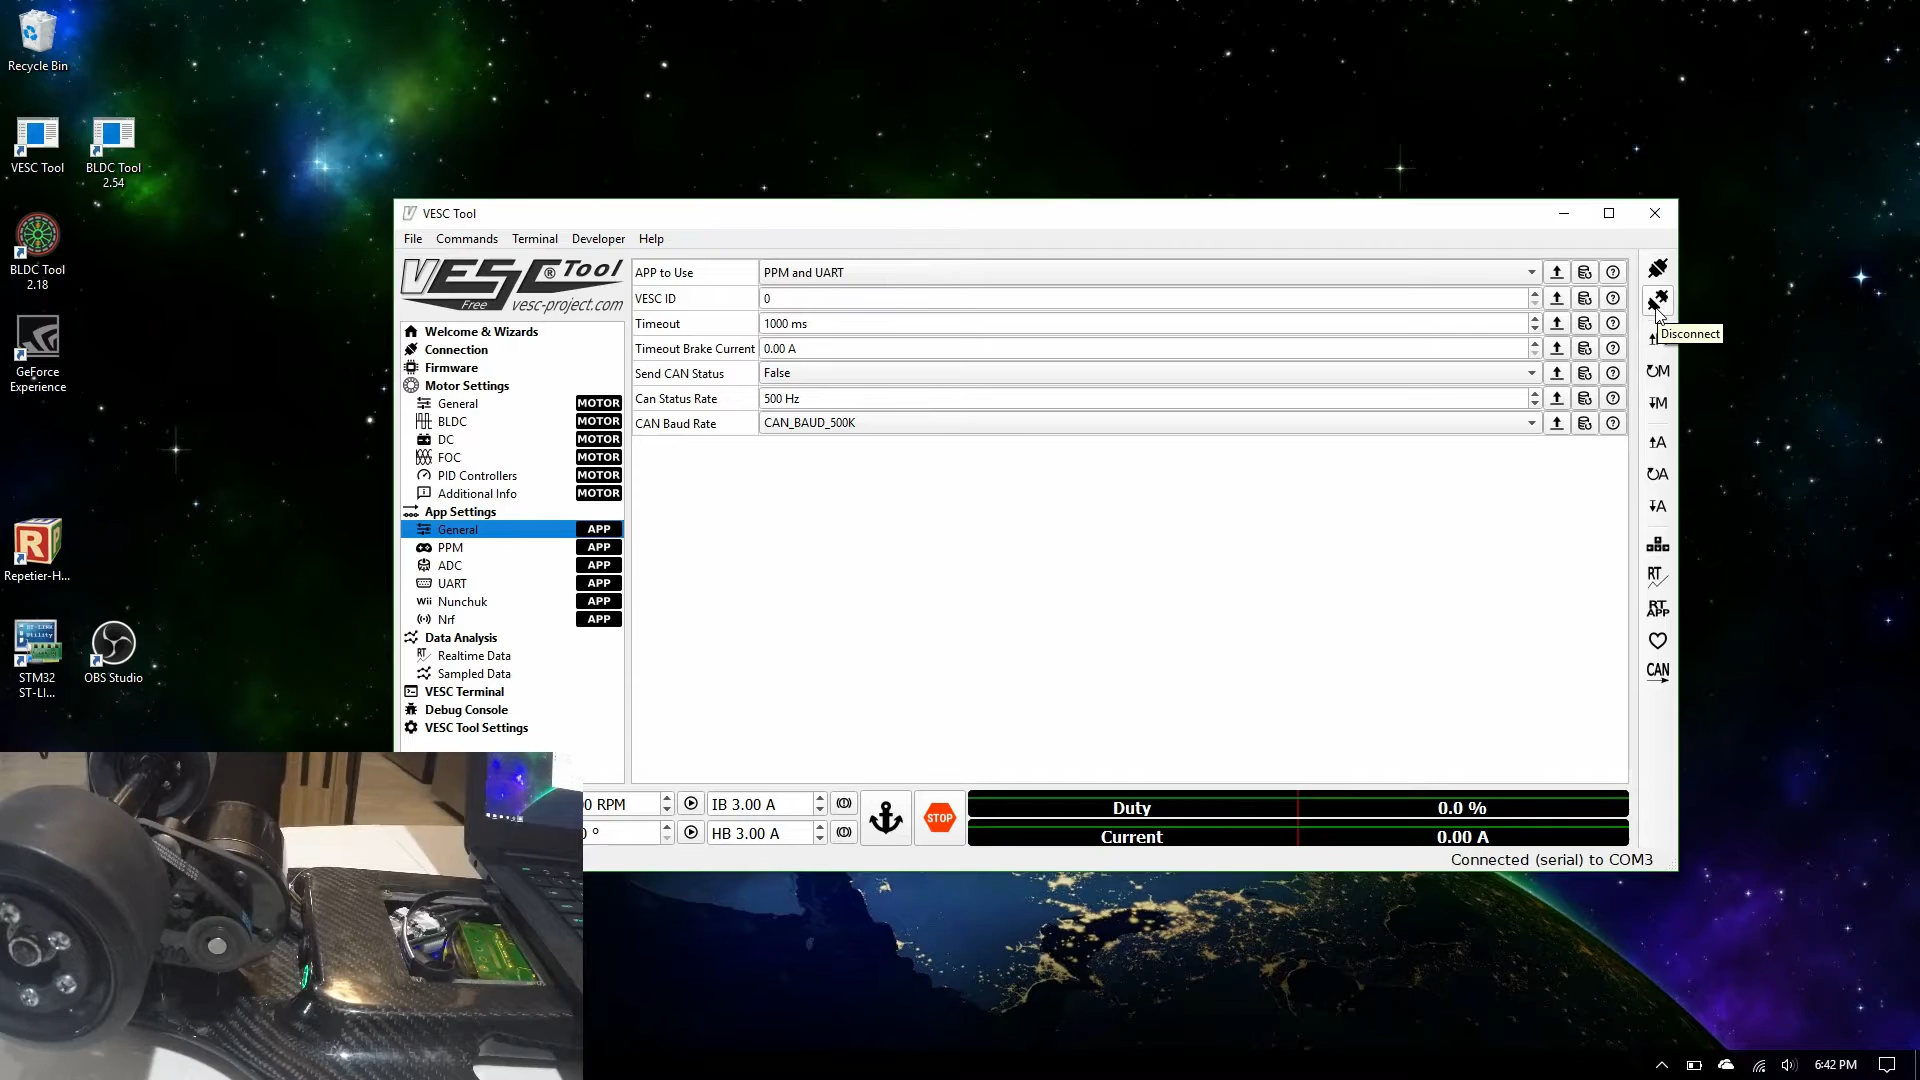 Recycle Bin
VESC Tool
BLDC Tool
2.54
BLDC Tool
2.18
GeForce
Experience
Repetier-H...
STM32
ST-LI...
OBS Studio
VESC Tool
File Commands Terminal Developer Help
VESC® Tool
Free vesc-project.com
Welcome & Wizards
Connection
Firmware
Motor Settings
General MOTOR
BLDC MOTOR
DC MOTOR
FOC MOTOR
PID Controllers MOTOR
Additional Info MOTOR
App Settings
General APP
PPM APP
ADC APP
UART APP
Wii Nunchuk APP
Nrf APP
Data Analysis
RT Realtime Data
Sampled Data
VESC Terminal
Debug Console
VESC Tool Settings
APP to Use PPM and UART
VESC ID 0
Timeout 1000 ms
Timeout Brake Current 0.00 A
Send CAN Status False
Can Status Rate 500 Hz
CAN Baud Rate CAN_BAUD_500K
Disconnect
M
M
A
A
A
RT
RT
APP
CAN
0 RPM IB 3.00 A
0 ° HB 3.00 A
STOP
Duty 0.0 %
Current 0.00 A
Connected (serial) to COM3
6:42 PM